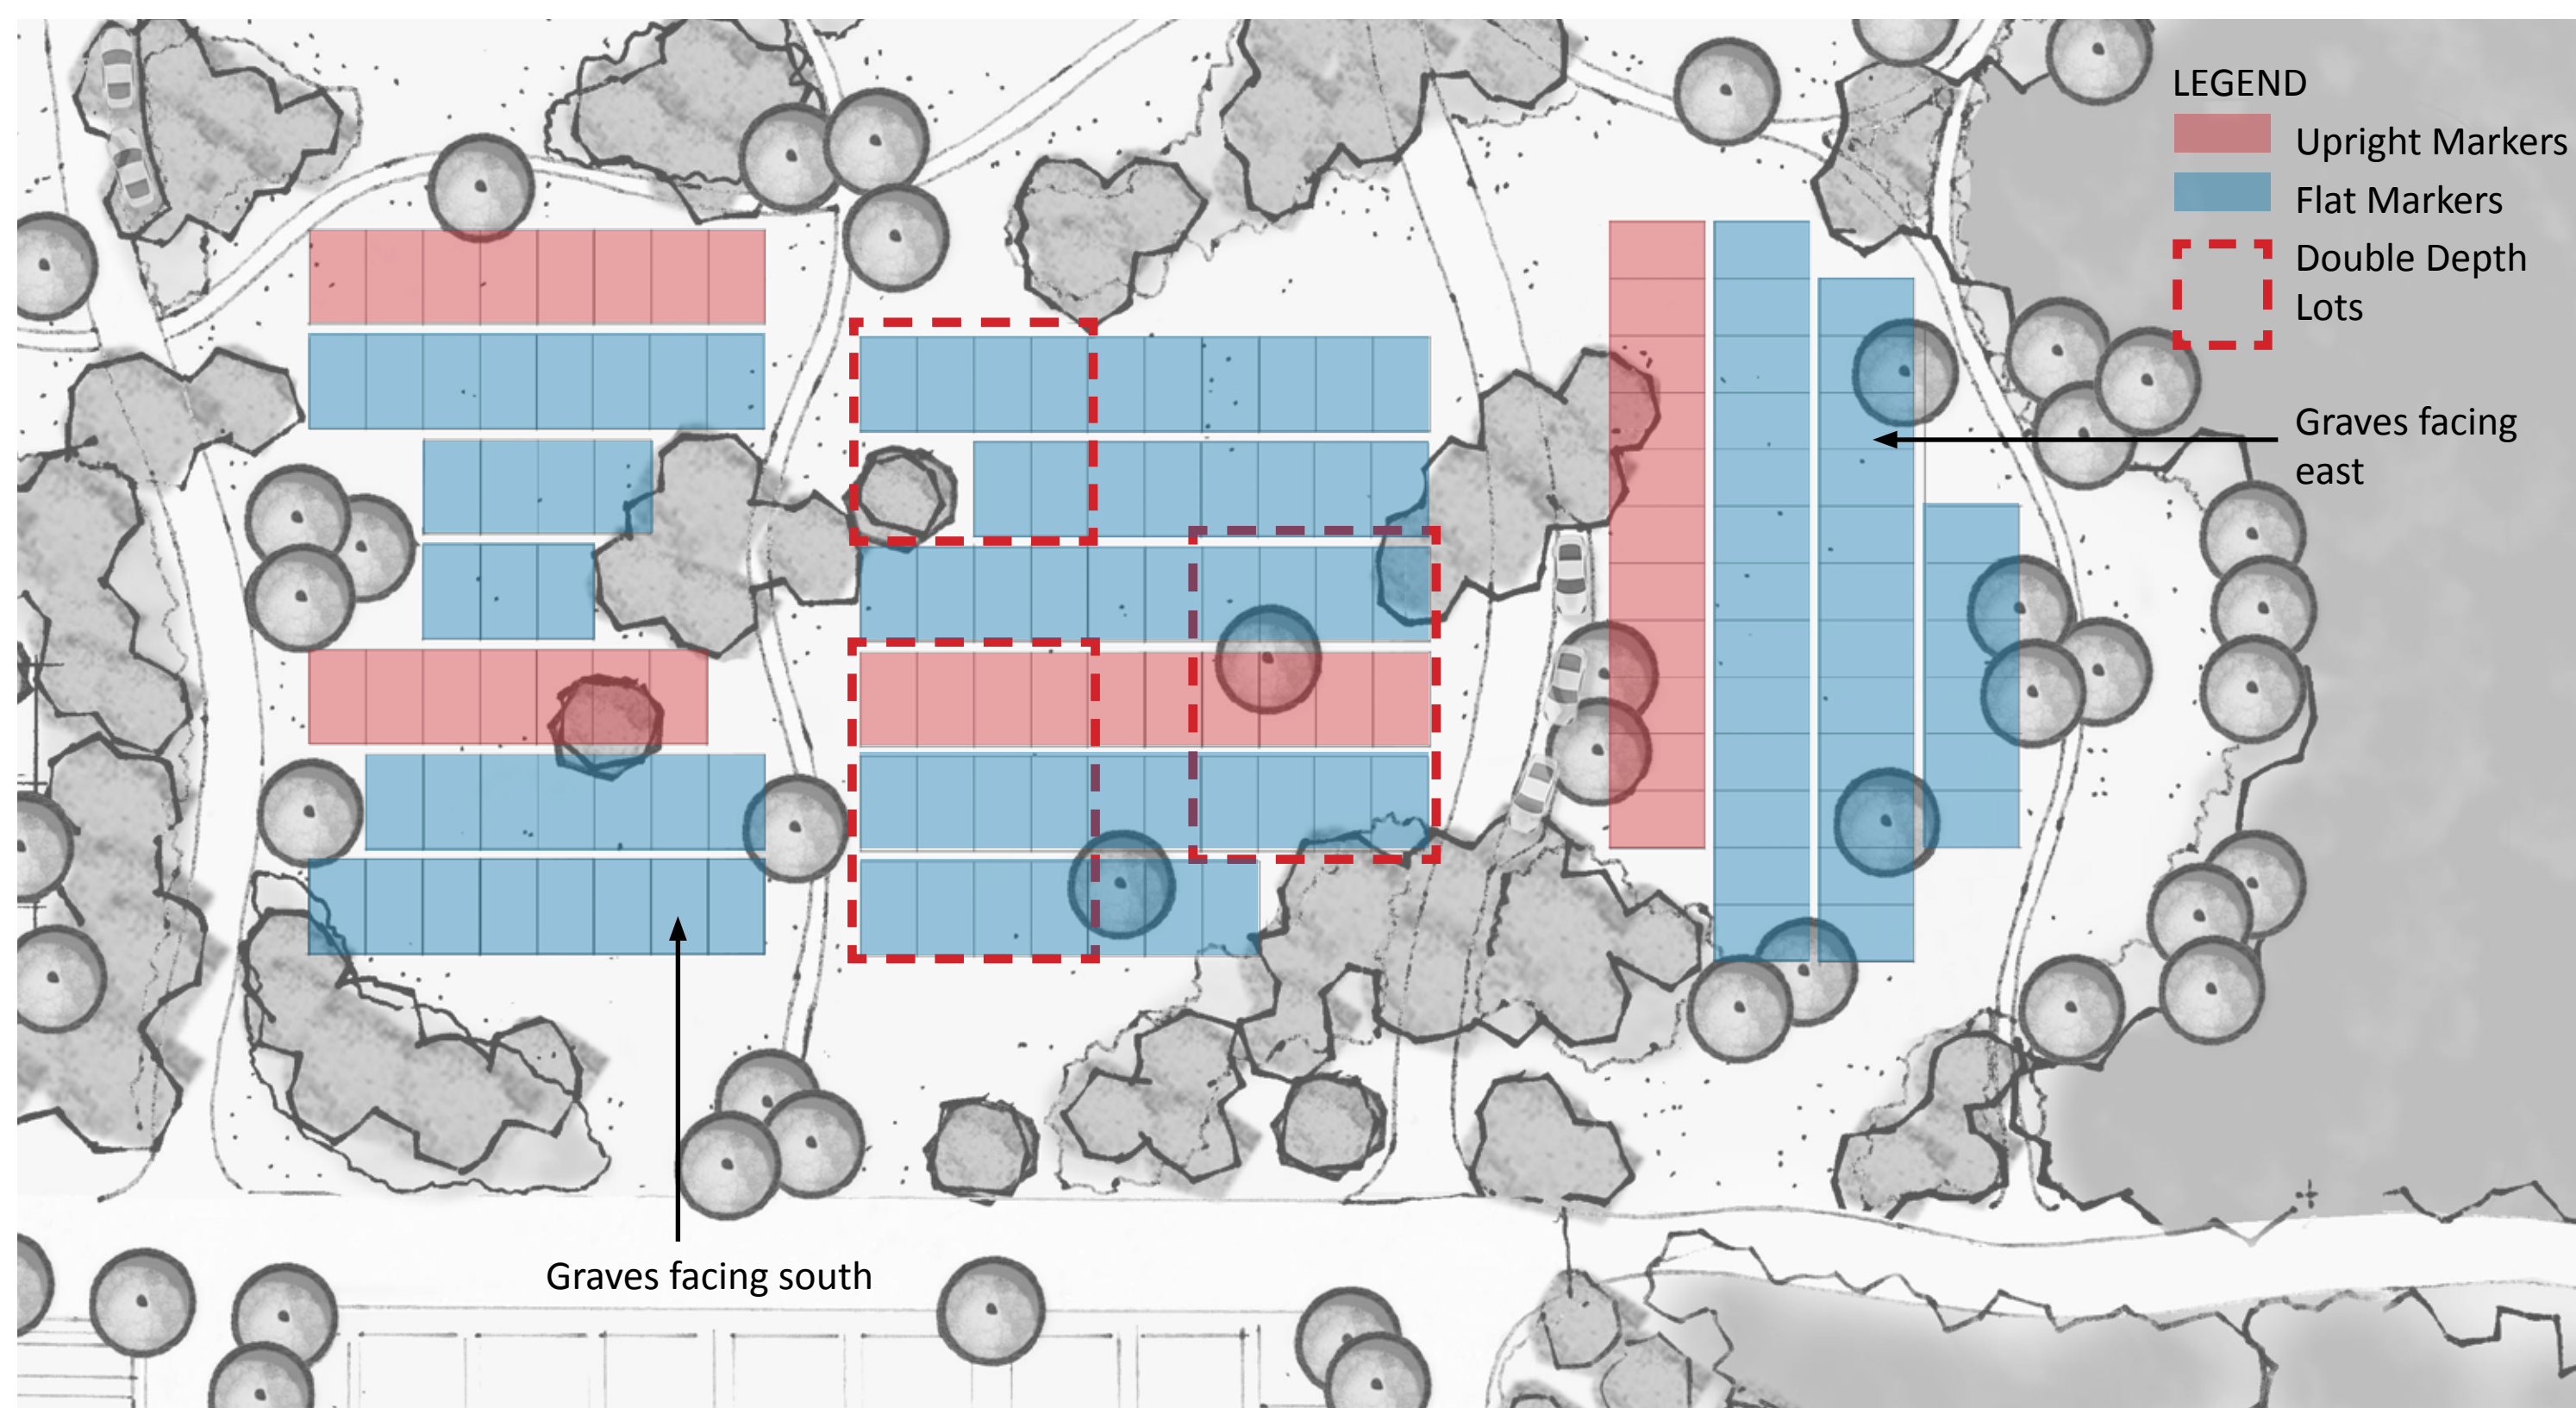 LEGEND
Upright Markers
Flat Markers
Double Depth
Lots
Graves facing
east
Graves facing south